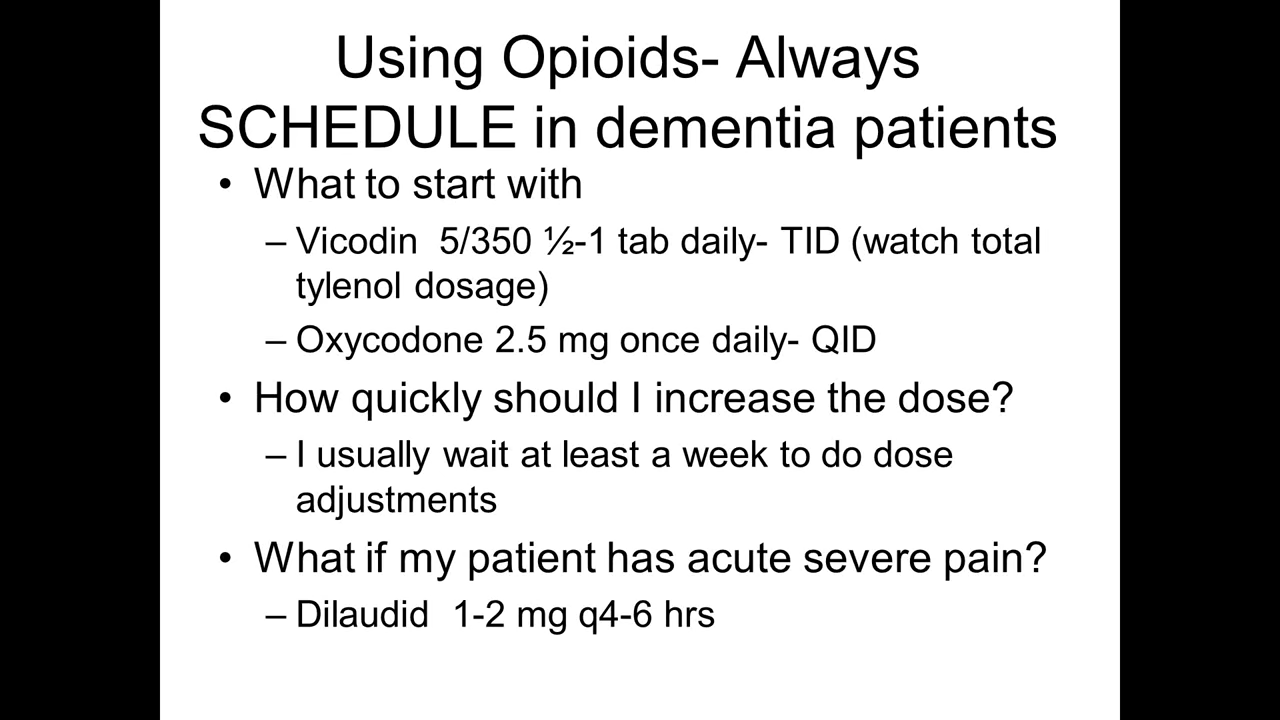 Using Opioids- Always
SCHEDULE in dementia patients
• What to start with
– Vicodin 5/350 ½-1 tab daily- TID (watch total
tylenol dosage)
– Oxycodone 2.5 mg once daily- QID
• How quickly should I increase the dose?
– I usually wait at least a week to do dose
adjustments
• What if my patient has acute severe pain?
– Dilaudid 1-2 mg q4-6 hrs